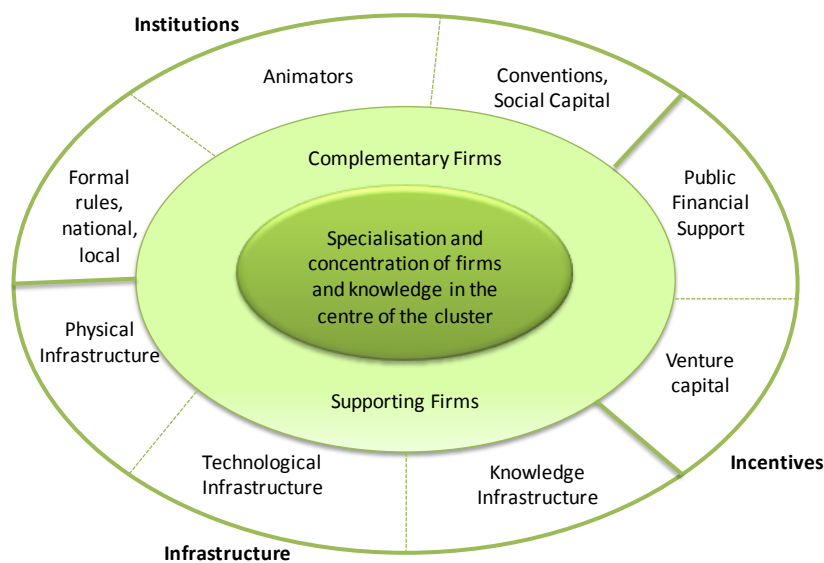 Institutions
Animators
Conventions,
Social Capital
Complementary Firms
Formal
rules,
national,
local
Public
Financial
Support
Specialisation and
concentration of firms
and knowledge in the
centre of the cluster
Physical
Infrastructure
Venture
capital
Supporting Firms
Technological
Infrastructure
Knowledge
Infrastructure
Incentives
Infrastructure